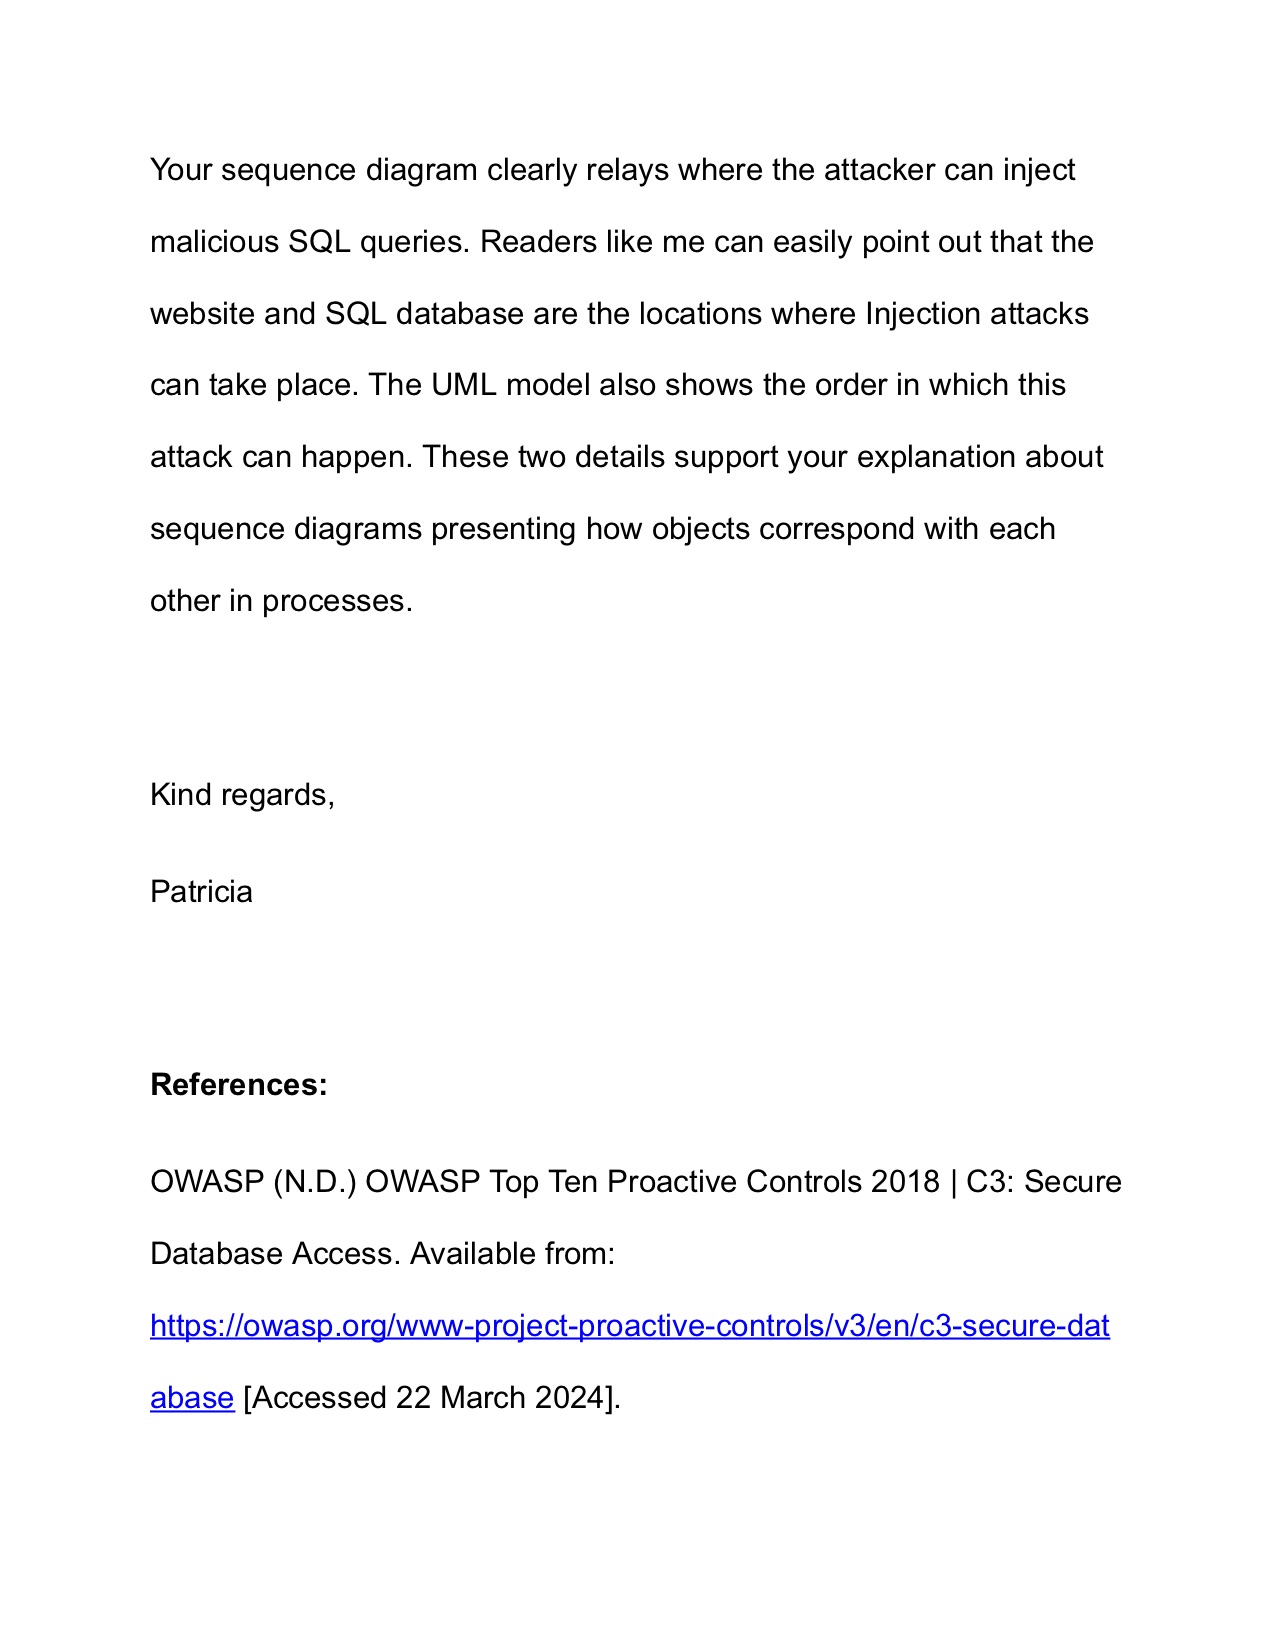 Your sequence diagram clearly relays where the attacker can inject
malicious SQL queries. Readers like me can easily point out that the
website and SQL database are the locations where Injection attacks
can take place. The UML model also shows the order in which this
attack can happen. These two details support your explanation about
sequence diagrams presenting how objects correspond with each
other in processes.
Kind regards,
Patricia
References:
OWASP (N.D.) OWASP Top Ten Proactive Controls 2018 | C3: Secure
Database Access. Available from:
https://owasp.org/www-project-proactive-controls/v3/en/c3-secure-dat
abase [Accessed 22 March 2024].